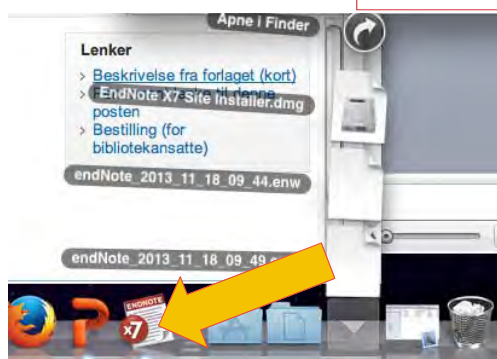 Åpne i Finder
Lenker
> Beskrivelse fra forlaget (kort)
EndNote X7 Site Installer.dmg
posten
> Bestilling (for
bibliotekansatte)
endNote_2013_11_18_09_44.enw
endNote_2013_11_18_09_49
ENDNOTE
X7